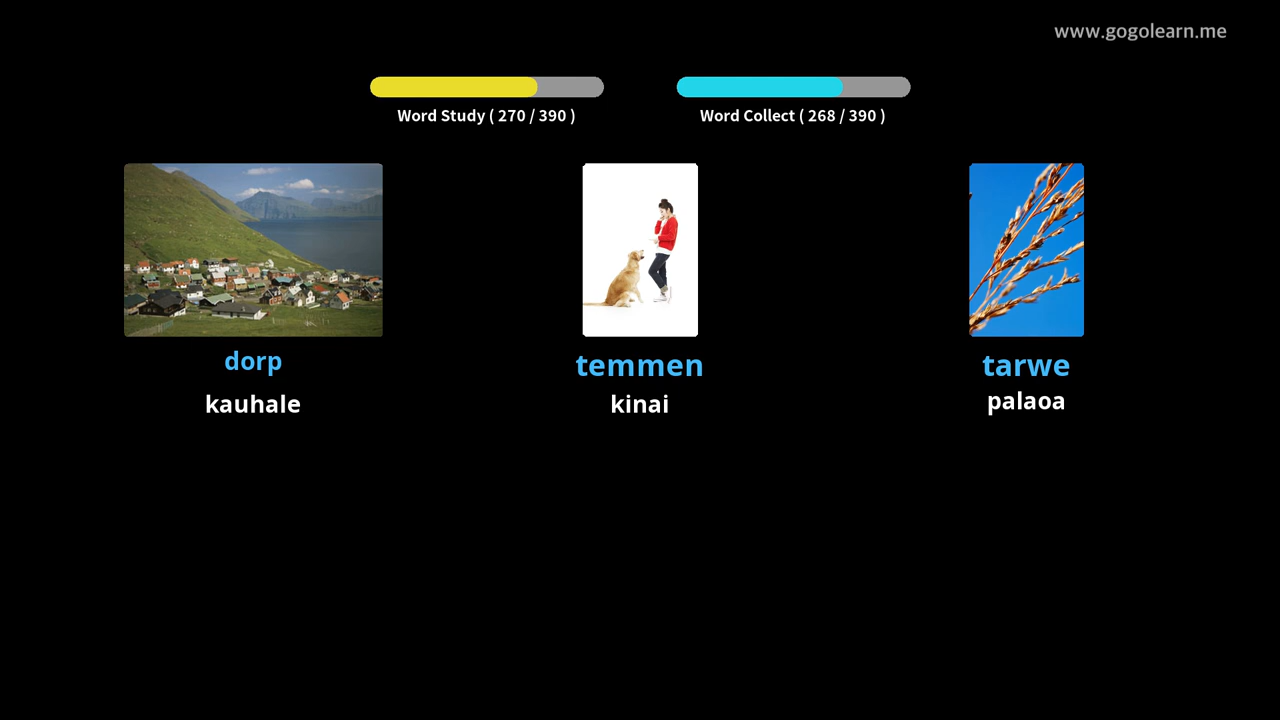 www.gogolearn.me
Word Study ( 270 / 390 )
Word Collect ( 268 / 390 )
dorp
temmen
tarwe
kauhale
kinai
palaoa